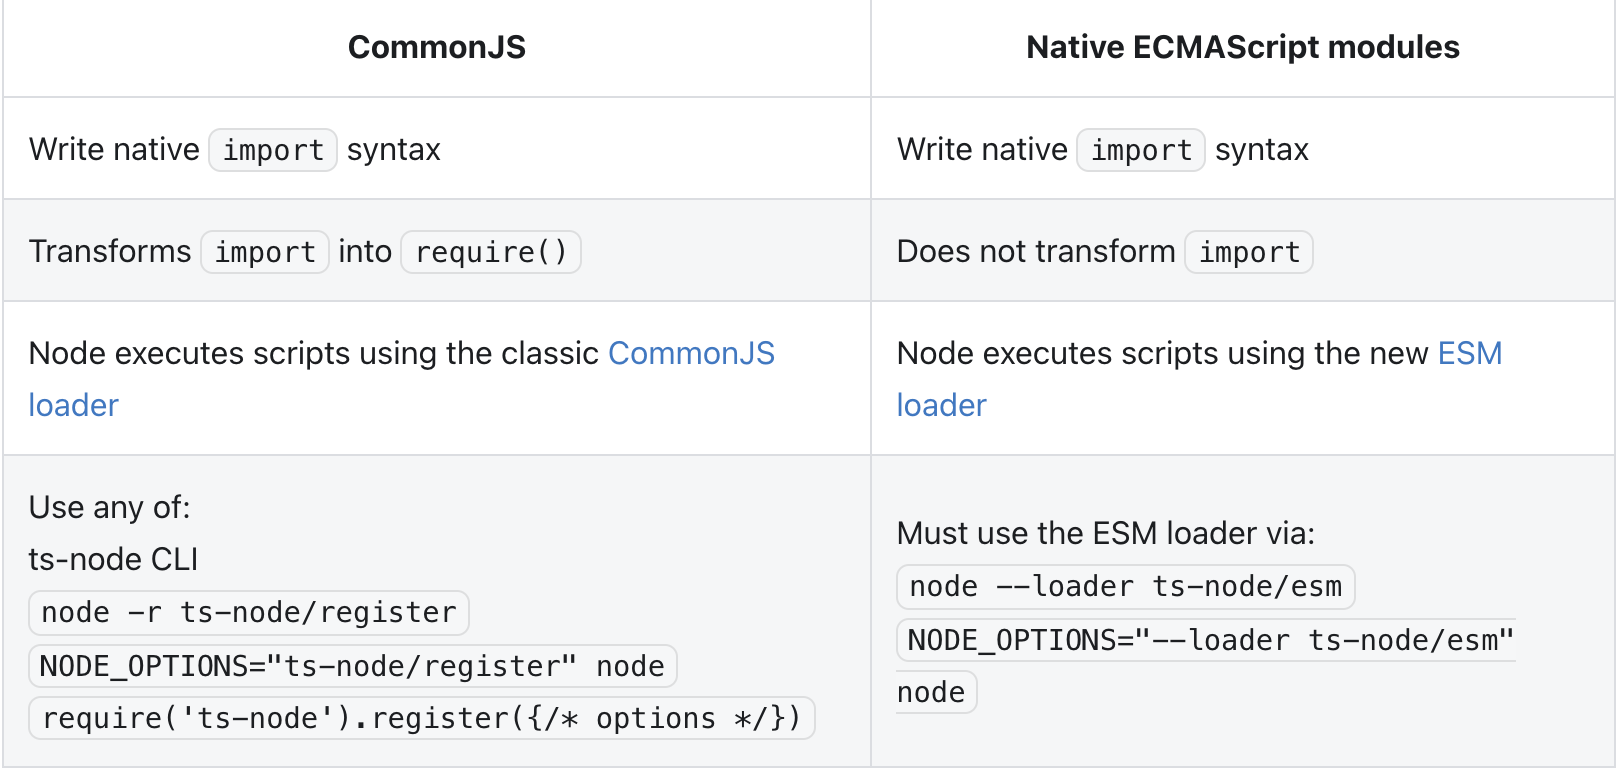 CommonJS
Native ECMAScript modules
Write native import syntax
Write native import syntax
Transforms import into require()
Does not transform import
Node executes scripts using the classic CommonJS
loader
Node executes scripts using the new ESM
loader
Use any of:
ts-node CLI
node -r ts-node/register
NODE_OPTIONS="ts-node/register" node
require('ts-node').register({/* options */})
Must use the ESM loader via:
node --loader ts-node/esm
NODE_OPTIONS="--loader ts-node/esm"
node